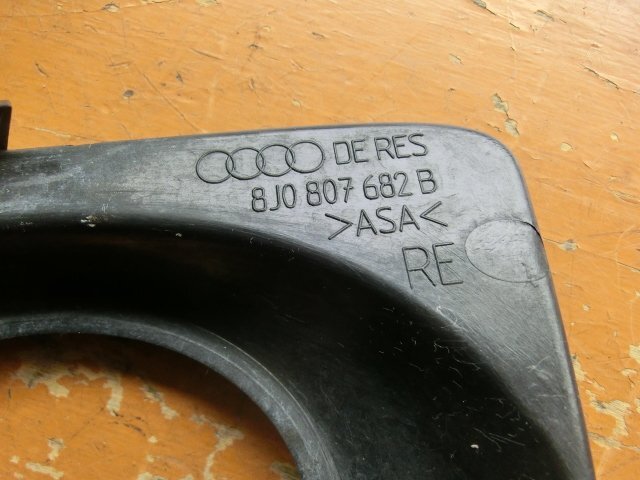 DE RES
8J0 807 682 B
>ASA<
RE